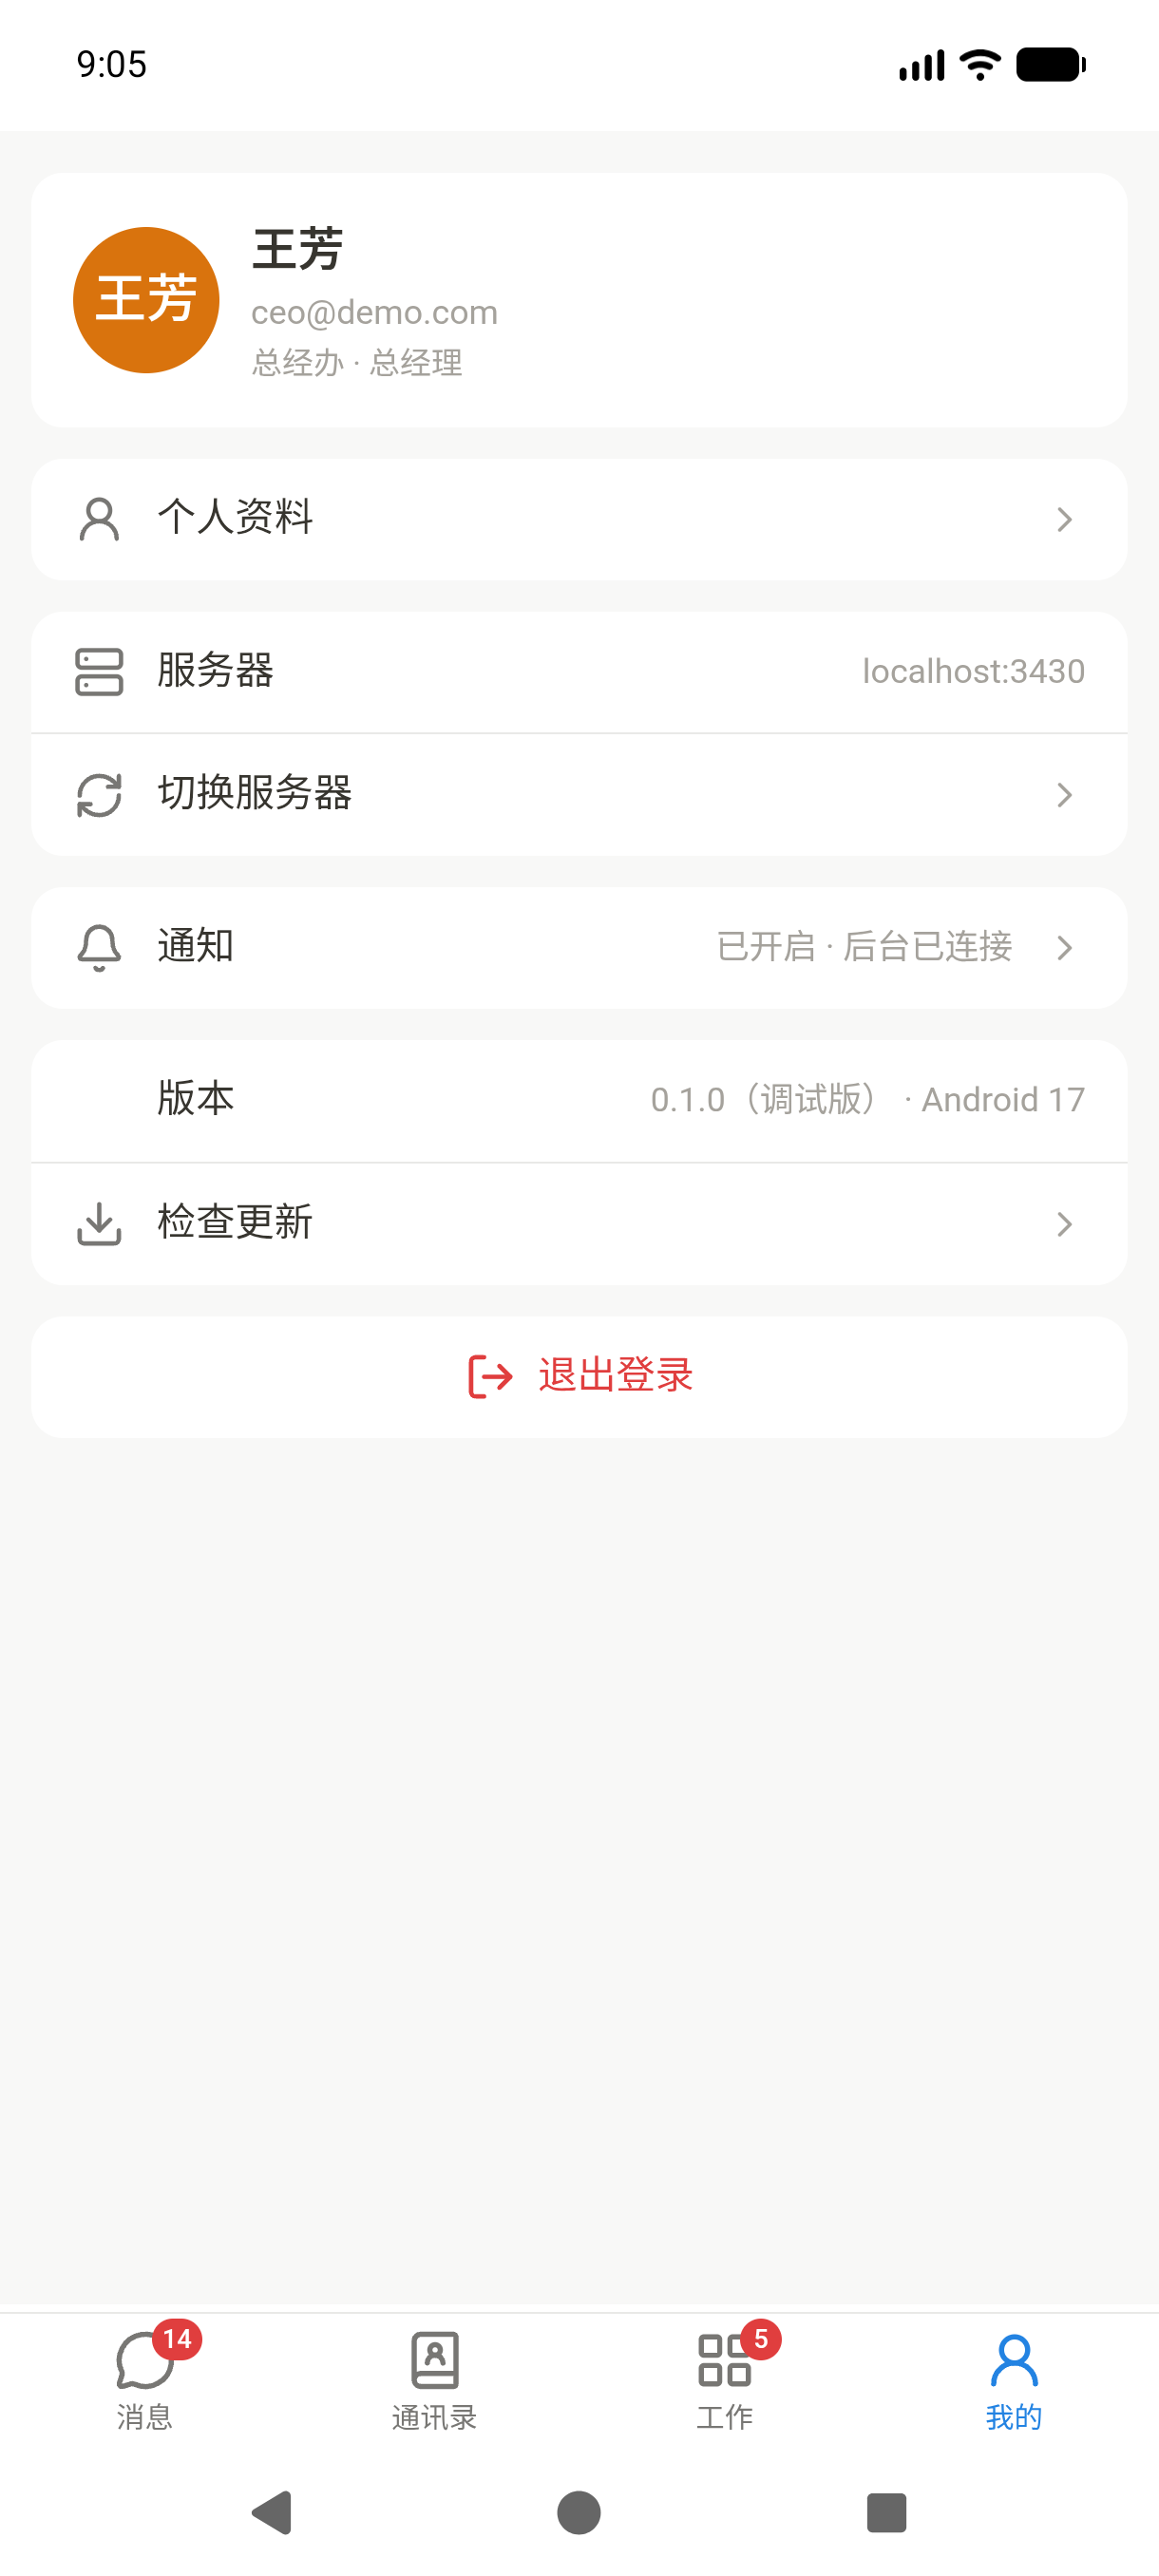 9:05
王芳
王芳
ceo@demo.com
总经办 · 总经理
个人资料
服务器 localhost:3430
切换服务器
通知 已开启 · 后台已连接
版本 0.1.0（调试版） · Android 17
检查更新
退出登录
14 5
消息 通讯录 工作 我的